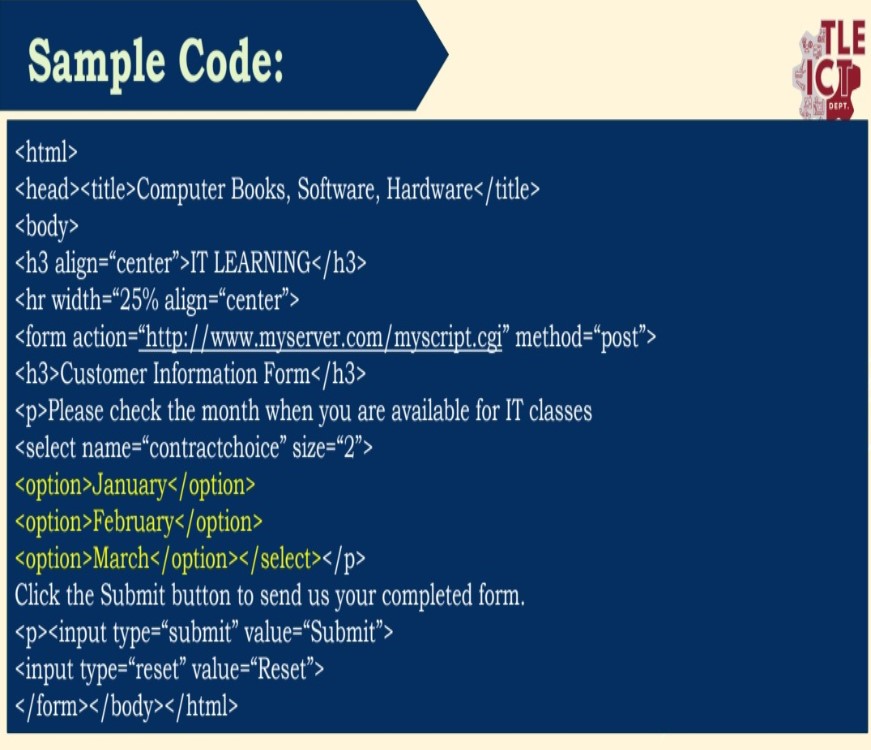 Sample Code:
TLE
ICT
DEPT.
<html>
<head><title>Computer Books, Software, Hardware</title>
<body>
<h3 align=“center”>IT LEARNING</h3>
<hr width=“25% align=“center”>
<form action=“http://www.myserver.com/myscript.cgi” method=“post”>
<h3>Customer Information Form</h3>
<p>Please check the month when you are available for IT classes
<select name=“contractchoice” size=“2”>
<option>January</option>
<option>February</option>
<option>March</option></select></p>
Click the Submit button to send us your completed form.
<p><input type=“submit” value=“Submit”>
<input type=“reset” value=“Reset”>
</form></body></html>